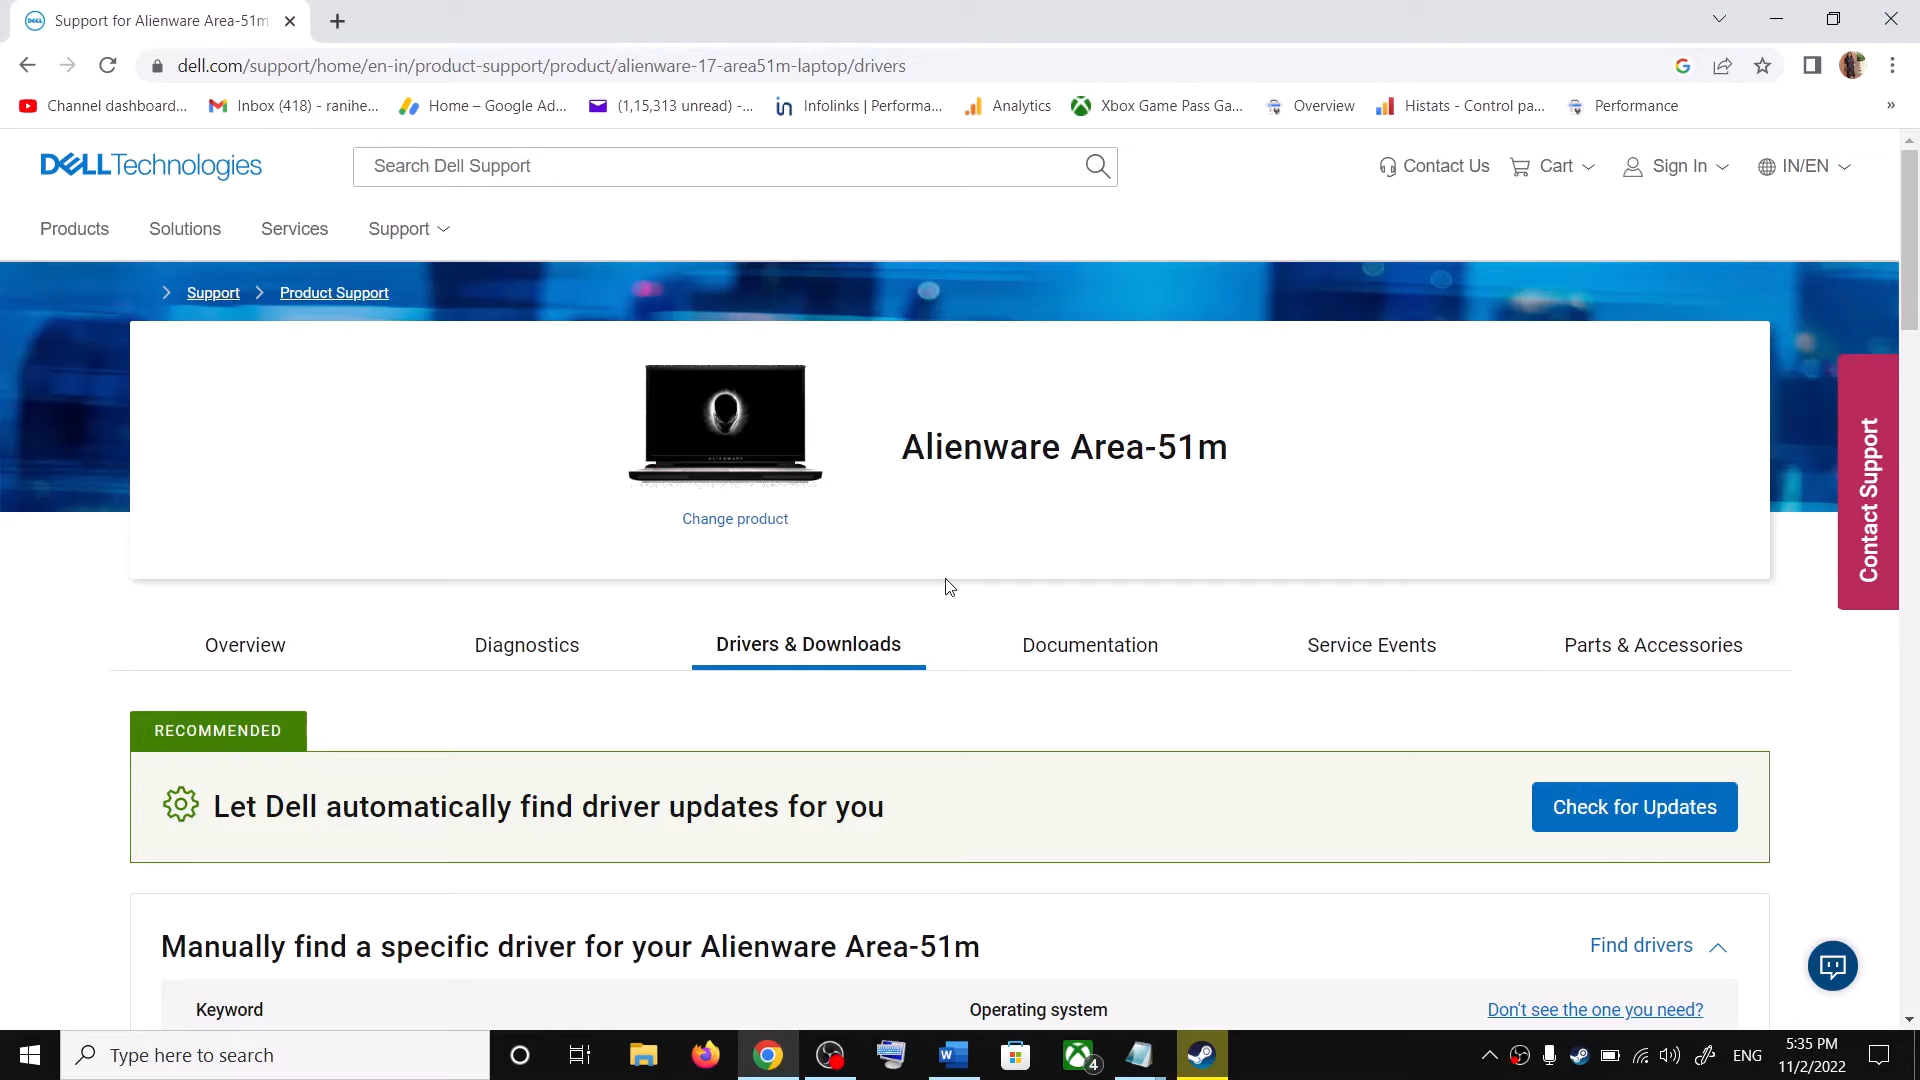 Support for Alienware Area-51m
dell.com/support/home/en-in/product-support/product/alienware-17-area51m-laptop/drivers
Channel dashboard... Inbox (418) - ranihe... Home – Google Ad... (1,15,313 unread) -... Infolinks | Performa... Analytics Xbox Game Pass Ga... Overview Histats - Control pa... Performance »
DELLTechnologies Search Dell Support Contact Us Cart Sign In IN/EN
Products Solutions Services Support
Support Product Support
Alienware Area-51m
Change product
Contact Support
Overview Diagnostics Drivers & Downloads Documentation Service Events Parts & Accessories
RECOMMENDED
Let Dell automatically find driver updates for you Check for Updates
Manually find a specific driver for your Alienware Area-51m Find drivers
Keyword Operating system Don't see the one you need?
Type here to search 4 ENG 5:35 PM
11/2/2022